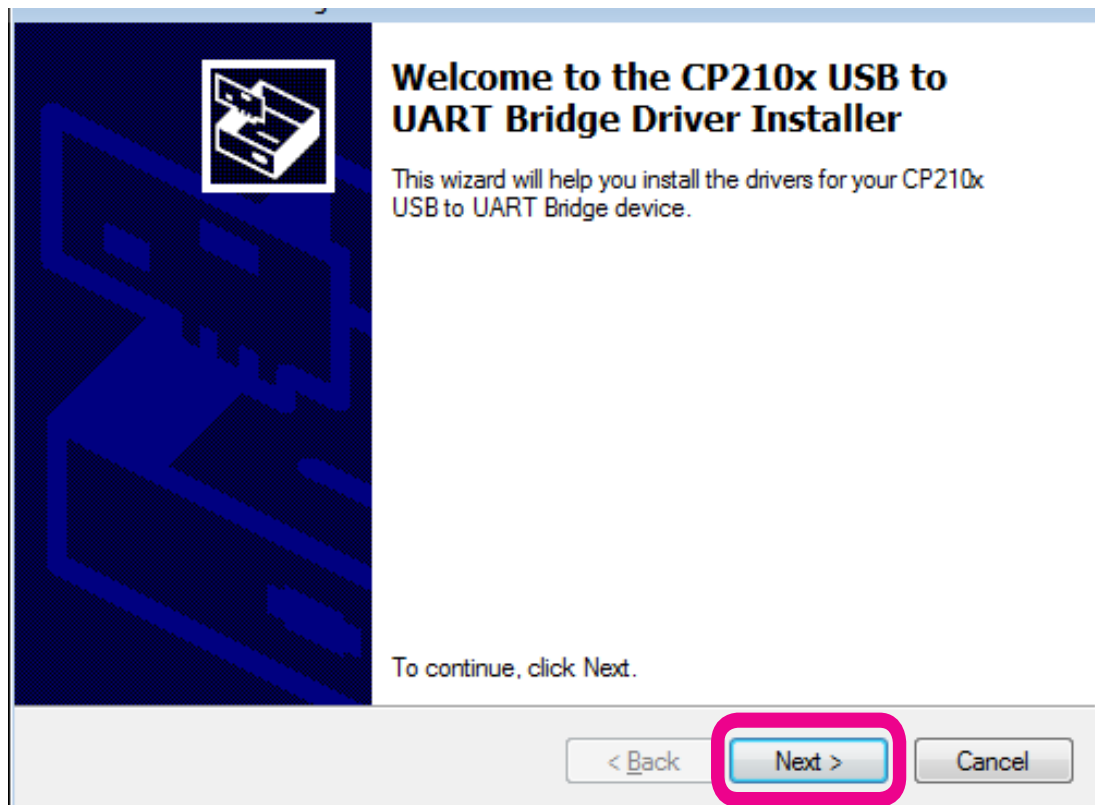 Welcome to the CP210x USB to
UART Bridge Driver Installer
This wizard will help you install the drivers for your CP210x
USB to UART Bridge device.
To continue, click Next.
< Back
Next >
Cancel